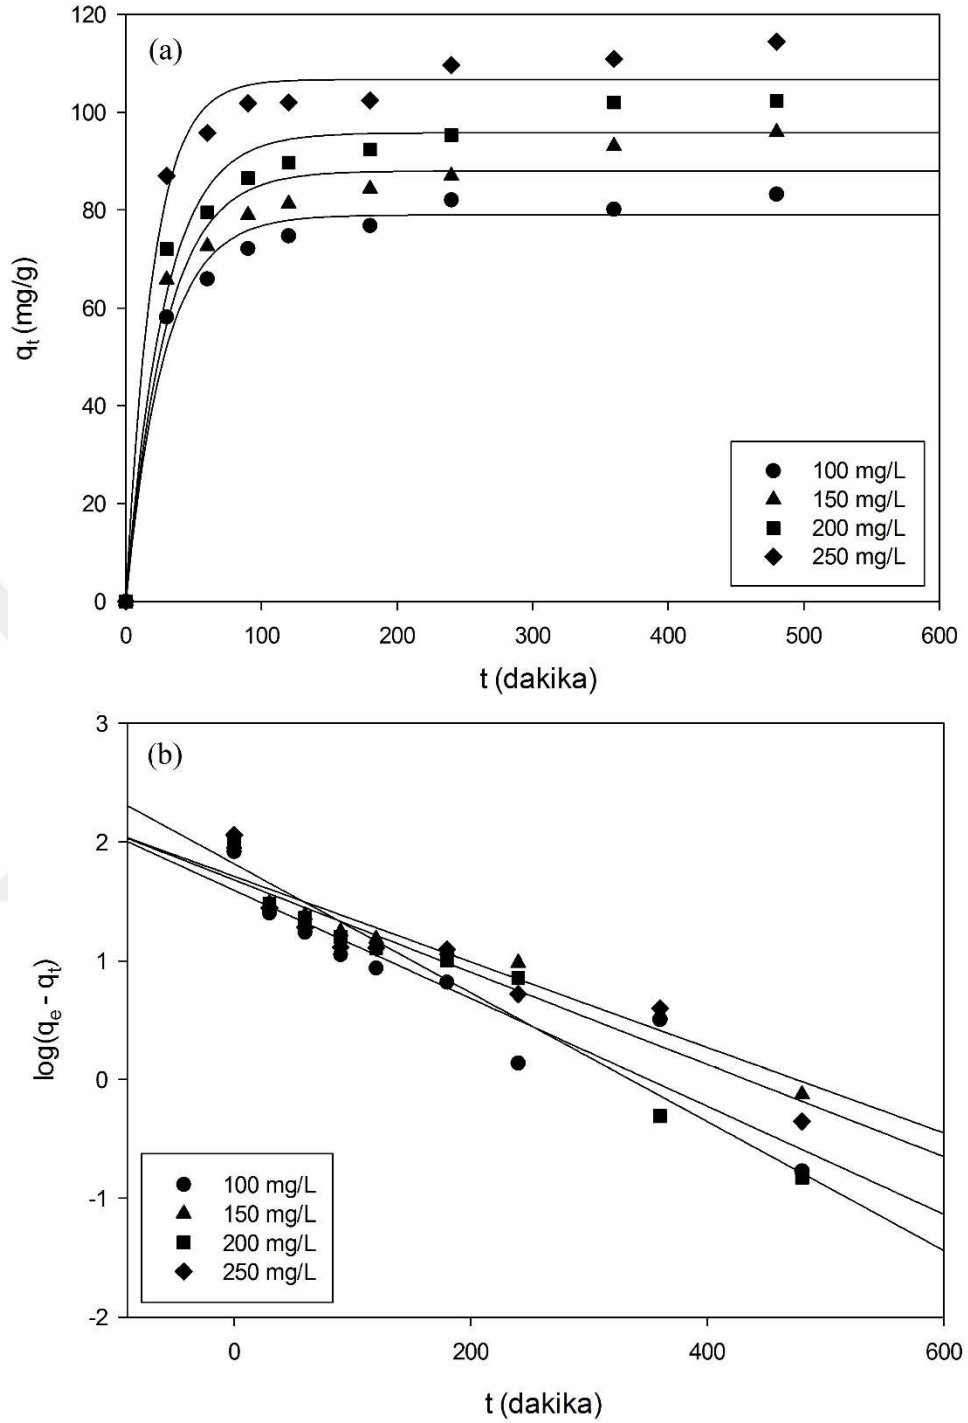 120
(a)
100
80
60
40
20
0
q_t (mg/g)
100 mg/L
150 mg/L
200 mg/L
250 mg/L
0 100 200 300 400 500 600
t (dakika)
3
(b)
2
1
0
-1
-2
log(q_e - q_t)
100 mg/L
150 mg/L
200 mg/L
250 mg/L
0 200 400 600
t (dakika)